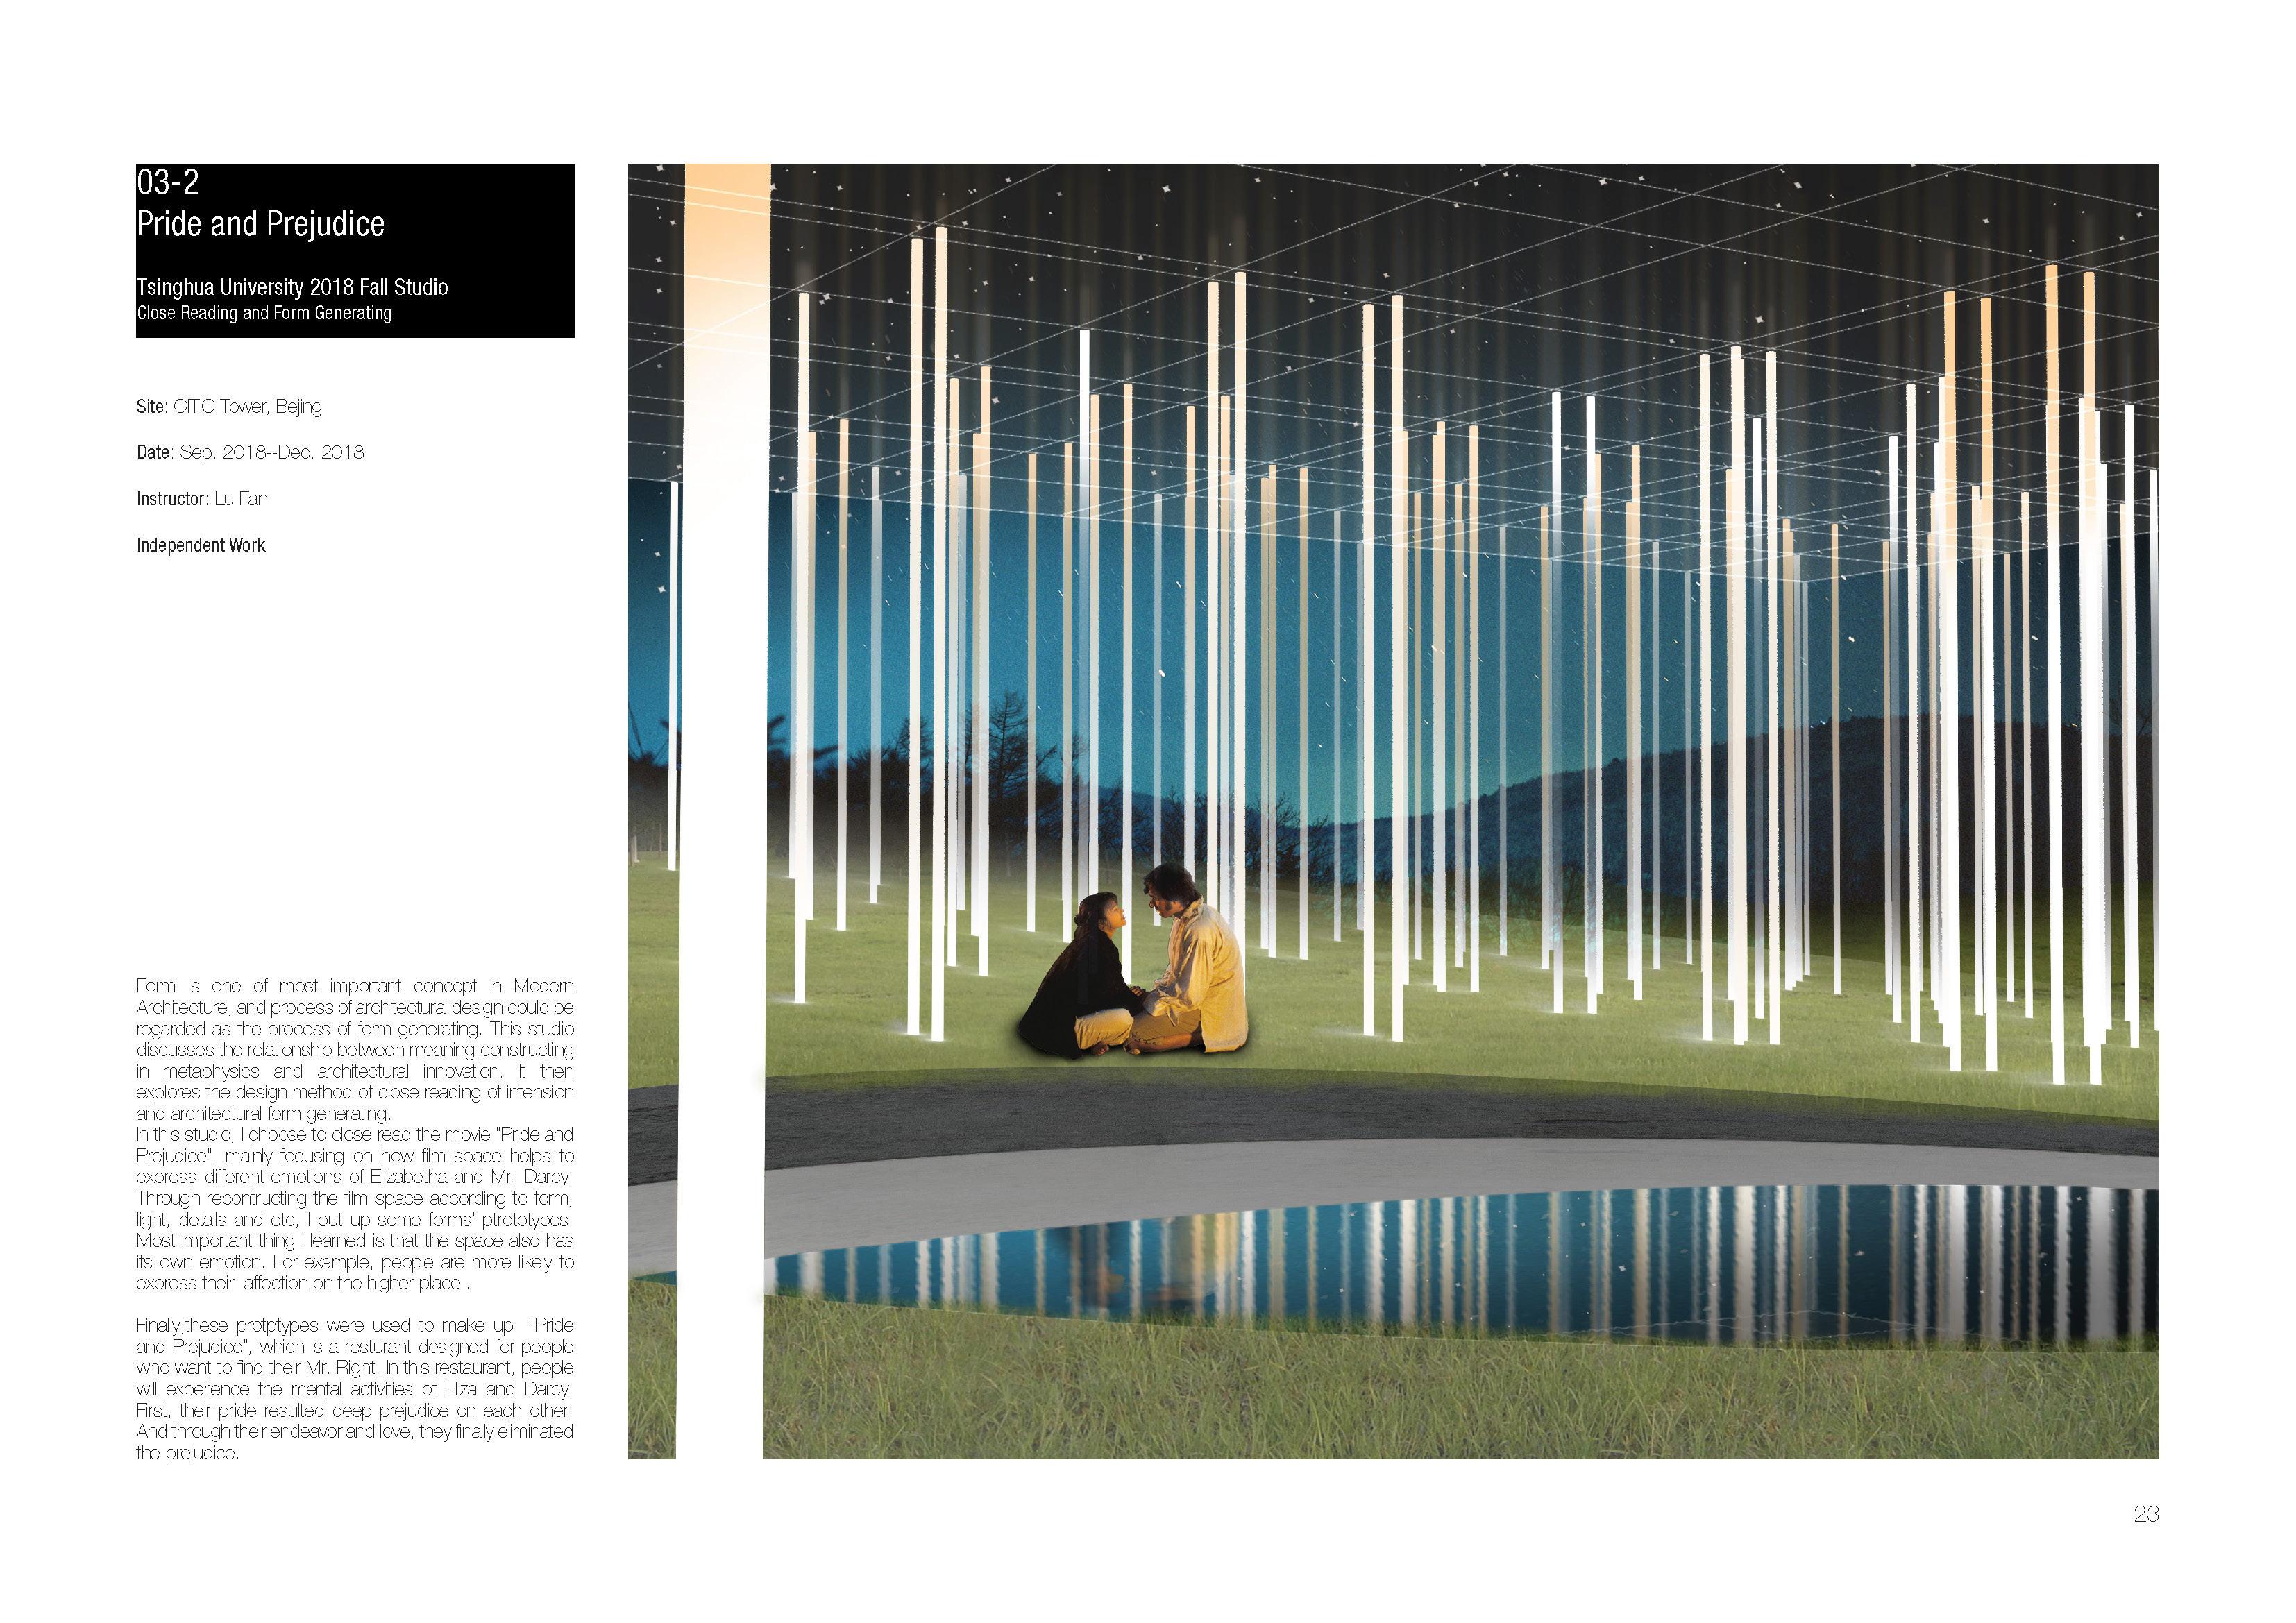 03-2
Pride and Prejudice
Tsinghua University 2018 Fall Studio
Close Reading and Form Generating
Site: CITIC Tower, Bejing
Date: Sep. 2018--Dec. 2018
Instructor: Lu Fan
Independent Work
Form is one of most important concept in Modern
Architecture, and process of architectural design could be
regarded as the process of form generating. This studio
discusses the relationship between meaning constructing
in metaphysics and architectural innovation. It then
explores the design method of close reading of intension
and architectural form generating.
In this studio, I choose to close read the movie "Pride and
Prejudice", mainly focusing on how film space helps to
express different emotions of Elizabetha and Mr. Darcy.
Through recontructing the film space according to form,
light, details and etc, I put up some forms' ptrototypes.
Most important thing I learned is that the space also has
its own emotion. For example, people are more likely to
express their affection on the higher place .
Finally,these protptypes were used to make up "Pride
and Prejudice", which is a resturant designed for people
who want to find their Mr. Right. In this restaurant, people
will experience the mental activities of Eliza and Darcy.
First, their pride resulted deep prejudice on each other.
And through their endeavor and love, they finally eliminated
the prejudice.
23